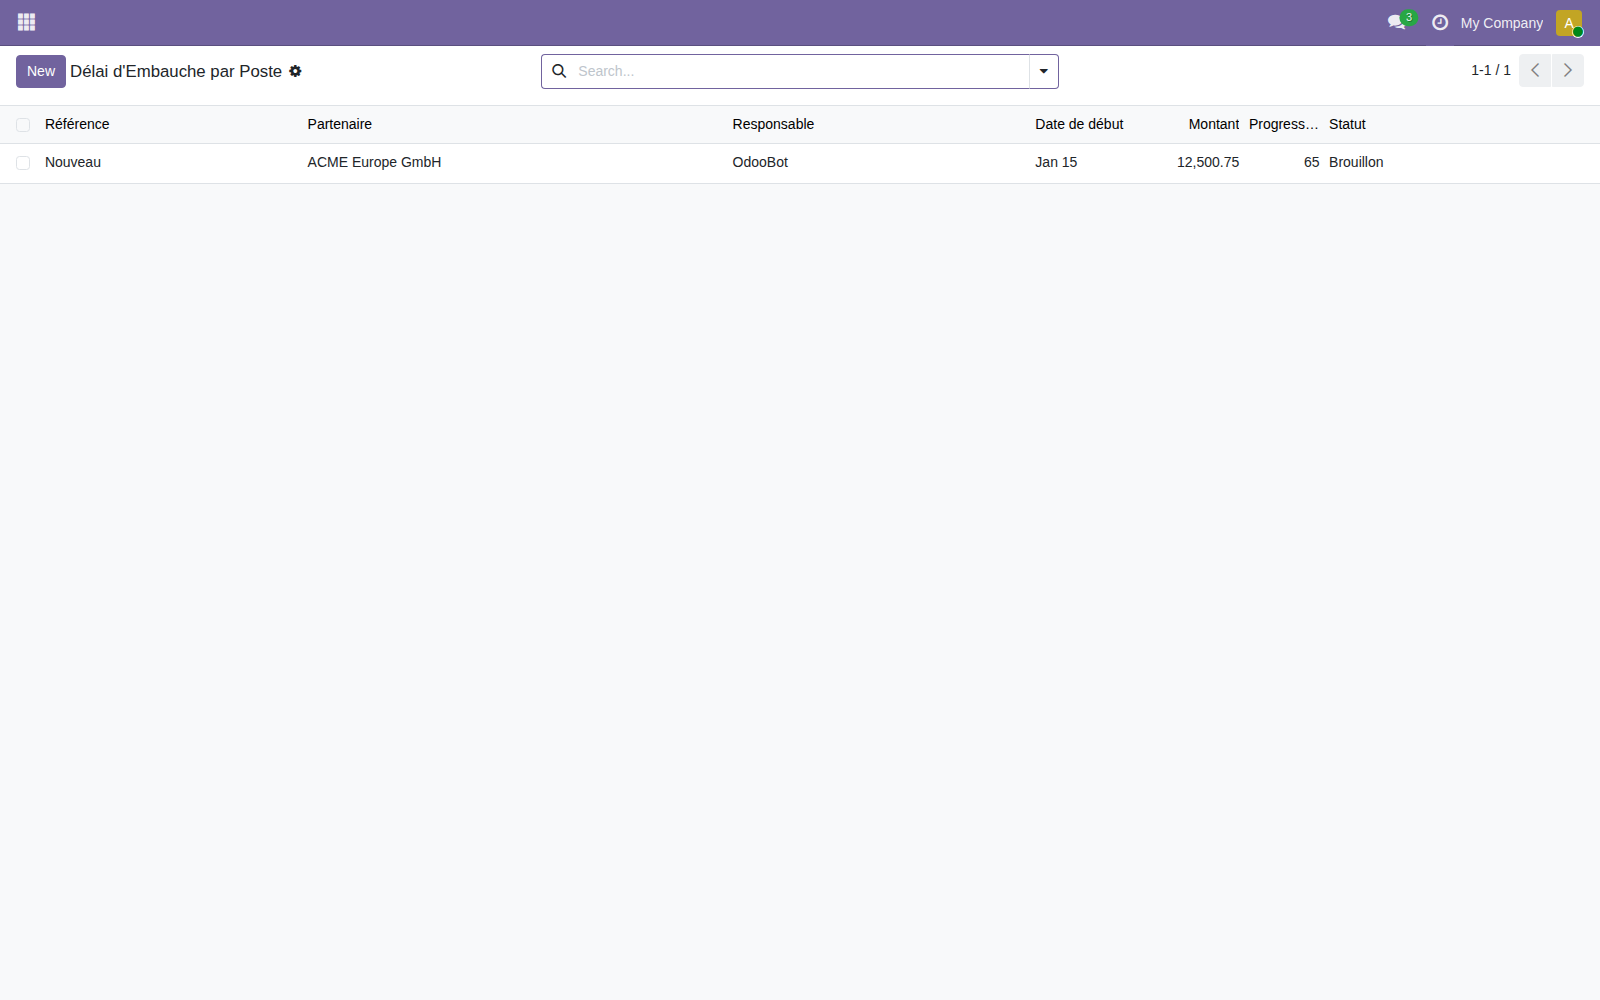 3
My Company
A
New
Délai d'Embauche par Poste
Search...
1-1 / 1
Référence Partenaire Responsable Date de début Montant Progress... Statut
Nouveau ACME Europe GmbH OdooBot Jan 15 12,500.75 65 Brouillon